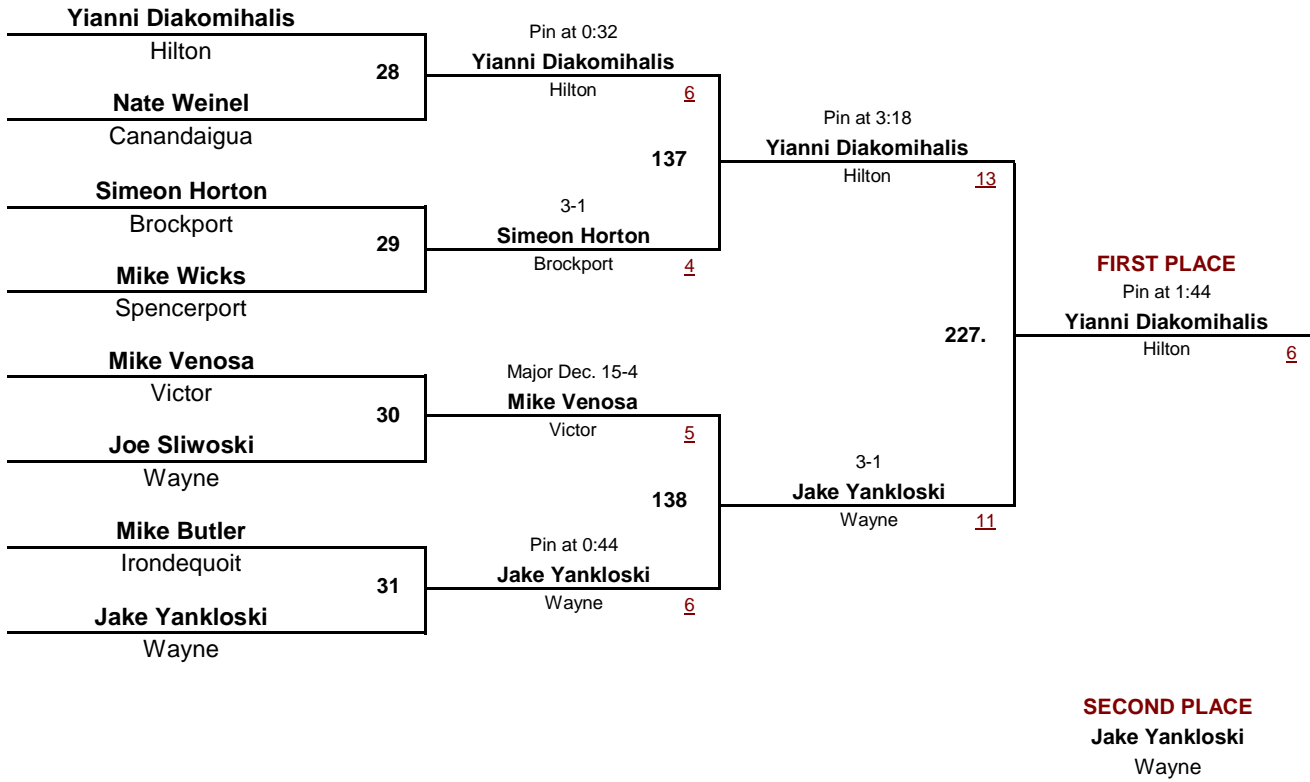 Yianni Diakomihalis
Hilton
28
Nate Weinel
Canandaigua
Simeon Horton
Brockport
29
Mike Wicks
Spencerport
Mike Venosa
Victor
30
Joe Sliwoski
Wayne
Mike Butler
Irondequoit
31
Jake Yankloski
Wayne
Pin at 0:32
Yianni Diakomihalis
Hilton 6
137
3-1
Simeon Horton
Brockport 4
Major Dec. 15-4
Mike Venosa
Victor 5
138
Pin at 0:44
Jake Yankloski
Wayne 6
Pin at 3:18
Yianni Diakomihalis
Hilton 13
227.
3-1
Jake Yankloski
Wayne 11
FIRST PLACE
Pin at 1:44
Yianni Diakomihalis
Hilton 6
SECOND PLACE
Jake Yankloski
Wayne